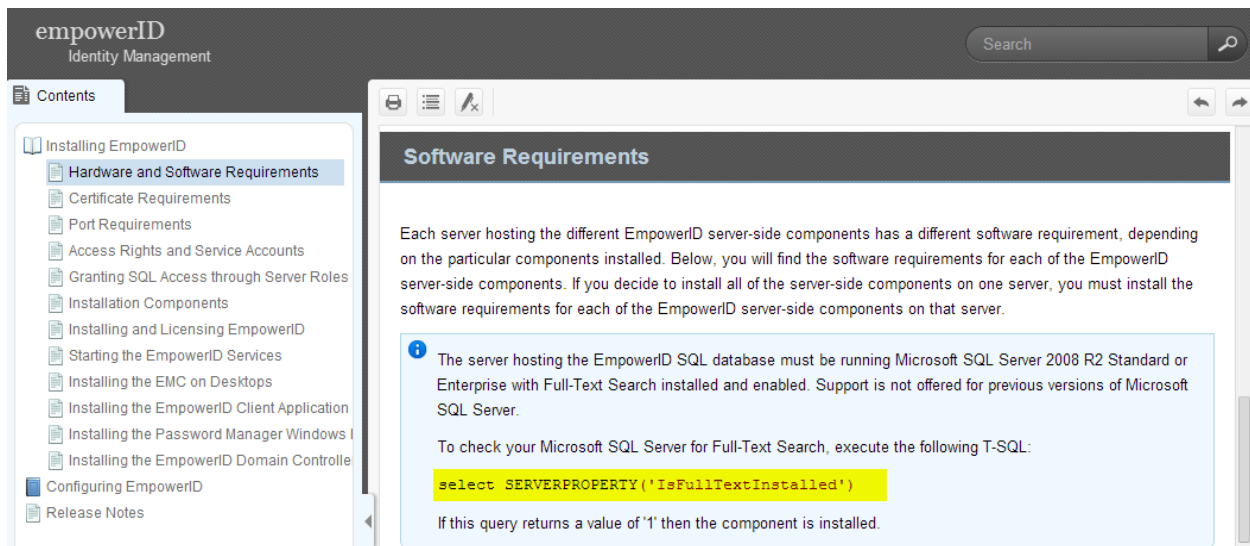 empowerID
Identity Management
Search
Contents
Installing EmpowerID
Hardware and Software Requirements
Certificate Requirements
Port Requirements
Access Rights and Service Accounts
Granting SQL Access through Server Roles
Installation Components
Installing and Licensing EmpowerID
Starting the EmpowerID Services
Installing the EMC on Desktops
Installing the EmpowerID Client Application
Installing the Password Manager Windows
Installing the EmpowerID Domain Controlle
Configuring EmpowerID
Release Notes
Software Requirements
Each server hosting the different EmpowerID server-side components has a different software requirement, depending
on the particular components installed. Below, you will find the software requirements for each of the EmpowerID
server-side components. If you decide to install all of the server-side components on one server, you must install the
software requirements for each of the EmpowerID server-side components on that server.
The server hosting the EmpowerID SQL database must be running Microsoft SQL Server 2008 R2 Standard or
Enterprise with Full-Text Search installed and enabled. Support is not offered for previous versions of Microsoft
SQL Server.
To check your Microsoft SQL Server for Full-Text Search, execute the following T-SQL:
select SERVERPROPERTY('IsFullTextInstalled')
If this query returns a value of '1' then the component is installed.